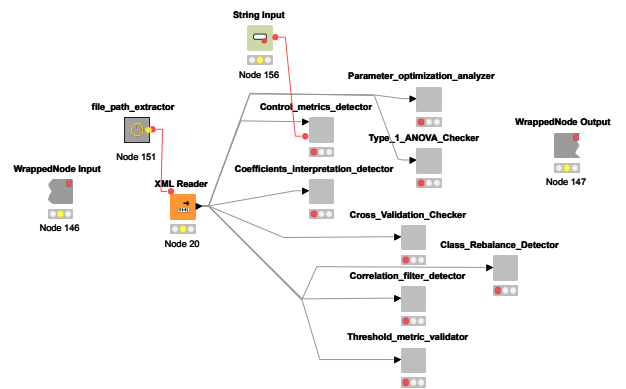 String Input
Node 156
Parameter_optimization_analyzer
file_path_extractor
Control_metrics_detector
Node 151
Type_1_ANOVA_Checker
WrappedNode Output
Node 147
WrappedNode Input
Node 146
XML Reader
XML
Node 20
Coefficients_interpretation_detector
Cross_Validation_Checker
Class_Rebalance_Detector
Correlation_filter_detector
Threshold_metric_validator